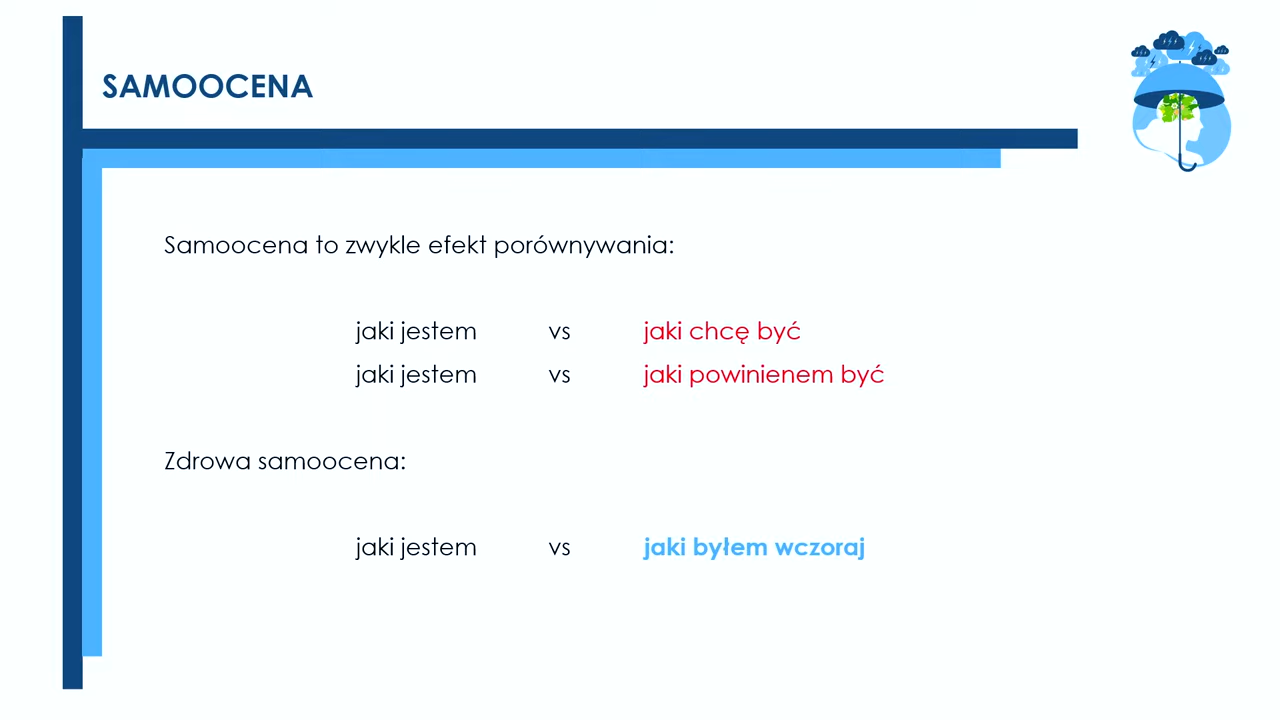 SAMOOCENA
Samoocena to zwykle efekt porównywania:
jaki jestem vs jaki chcę być
jaki jestem vs jaki powinienem być
Zdrowa samoocena:
jaki jestem vs jaki byłem wczoraj